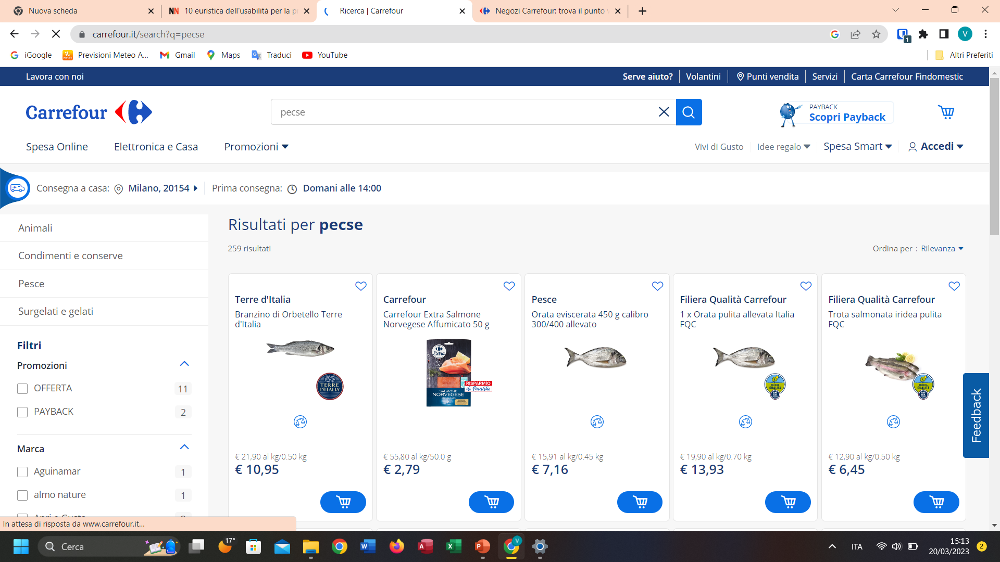 Nuova scheda
10 euristica dell'usabilità per la p
Ricerca | Carrefour
Negozi Carrefour: trova il punto v
carrefour.it/search?q=pecse
iGoogle
Previsioni Meteo A...
Gmail
Maps
Traduci
YouTube
Altri Preferiti
Lavora con noi
Serve aiuto?
Volantini
Punti vendita
Servizi
Carta Carrefour Findomestic
Carrefour
pecse
PAYBACK
Scopri Payback
Spesa Online
Elettronica e Casa
Promozioni
Vivi di Gusto
Idee regalo
Spesa Smart
Accedi
Consegna a casa: Milano, 20154
Prima consegna: Domani alle 14:00
Animali
Condimenti e conserve
Pesce
Surgelati e gelati
Filtri
Promozioni
OFFERTA 11
PAYBACK 2
Marca
Aguinamar 1
almo nature 1
Risultati per pecse
259 risultati
Ordina per : Rilevanza
Terre d'Italia
Branzino di Orbetello Terre
d'Italia
TERRE
D'ITALIA
€ 21,90 al kg/0.50 kg
€ 10,95
Carrefour
Carrefour Extra Salmone
Norvegese Affumicato 50 g
Extra
RISPARMIO
di Qualità
SALMONE
NORVEGESE
€ 55,80 al kg/50.0 g
€ 2,79
Pesce
Orata eviscerata 450 g calibro
300/400 allevato
€ 15,91 al kg/0.45 kg
€ 7,16
Filiera Qualità Carrefour
1 x Orata pulita allevata Italia
FQC
FILIERA
QUALITÀ
€ 19,90 al kg/0.70 kg
€ 13,93
Filiera Qualità Carrefour
Trota salmonata iridea pulita
FQC
FILIERA
QUALITÀ
€ 12,90 al kg/0.50 kg
€ 6,45
Feedback
In attesa di risposta da www.carrefour.it...
Cerca
17°
ITA
15:13
20/03/2023
2